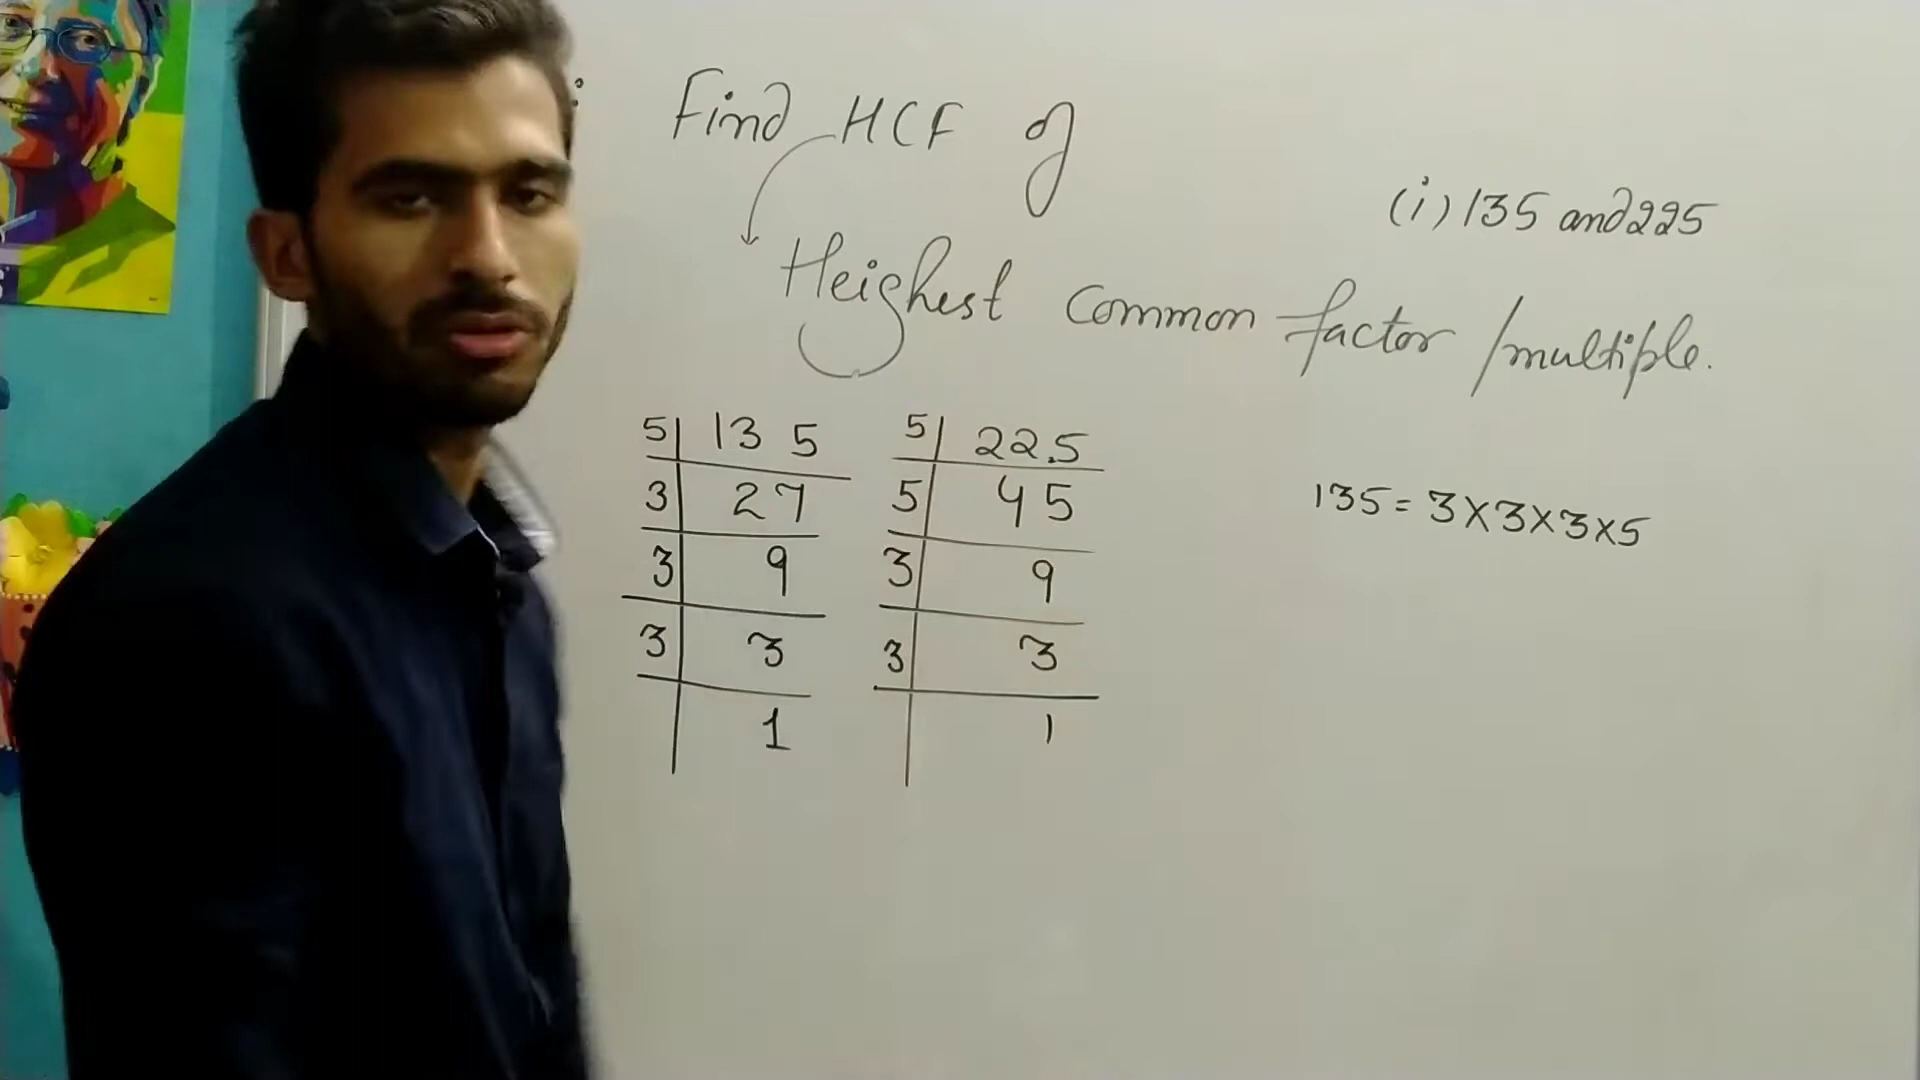 : Find HCF of
(i) 135 and 225
Heighest common factor /multiple.
5 | 135
3 | 27
3 | 9
3 | 3
1
5 | 225
5 | 45
3 | 9
3 | 3
1
135 = 3×3×3×5